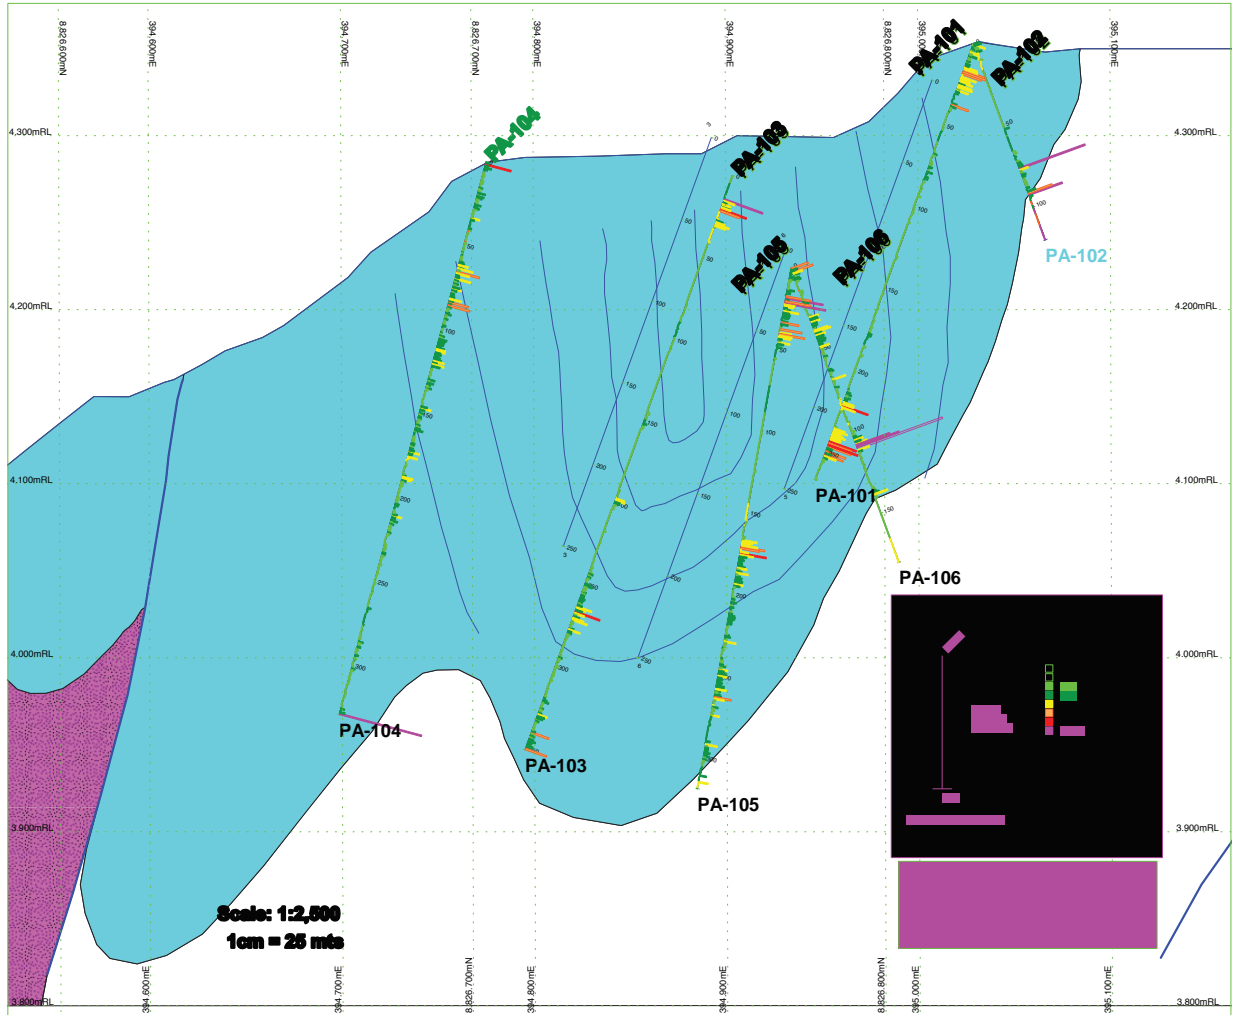 8,826.600mN
394.600mE
394.700mE
8,826.700mN
394.800mE
394.900mE
8,826.800mN
395.000mE
395.100mE
PA-101
PA-102
PA-104
PA-103
4.300mRL
4.300mRL
PA-105
PA-106
PA-102
4.200mRL
4.200mRL
4.100mRL
4.100mRL
PA-101
PA-106
4.000mRL
4.000mRL
PA-104
PA-103
PA-105
3.900mRL
3.900mRL
Scale: 1:2,500
1cm = 25 mts
3.800mRL
3.800mRL
394.600mE
394.700mE
8,826.700mN
394.800mE
394.900mE
8,826.800mN
395.000mE
395.100mE